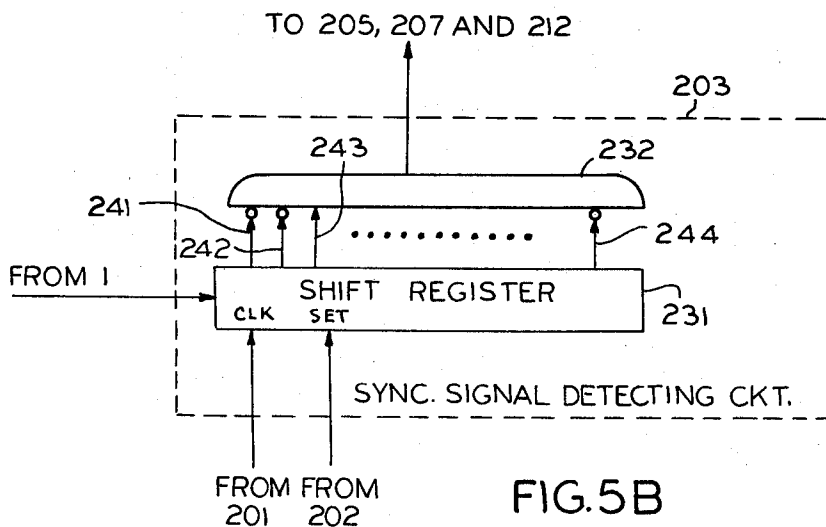 TO 205, 207 AND 212
203
243
232
241
242
244
FROM 1
SHIFT REGISTER
CLK SET
231
SYNC. SIGNAL DETECTING CKT.
FROM 201
FROM 202
FIG.5B